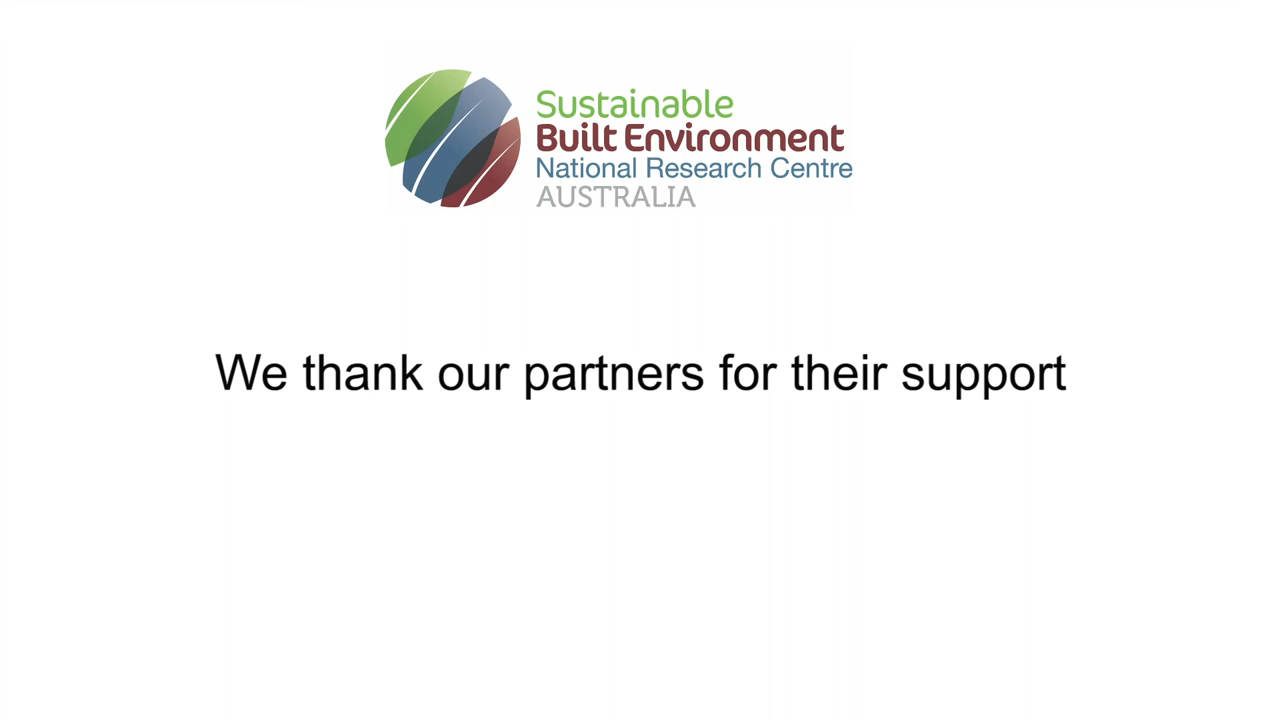 Sustainable
Built Environment
National Research Centre
AUSTRALIA
We thank our partners for their support